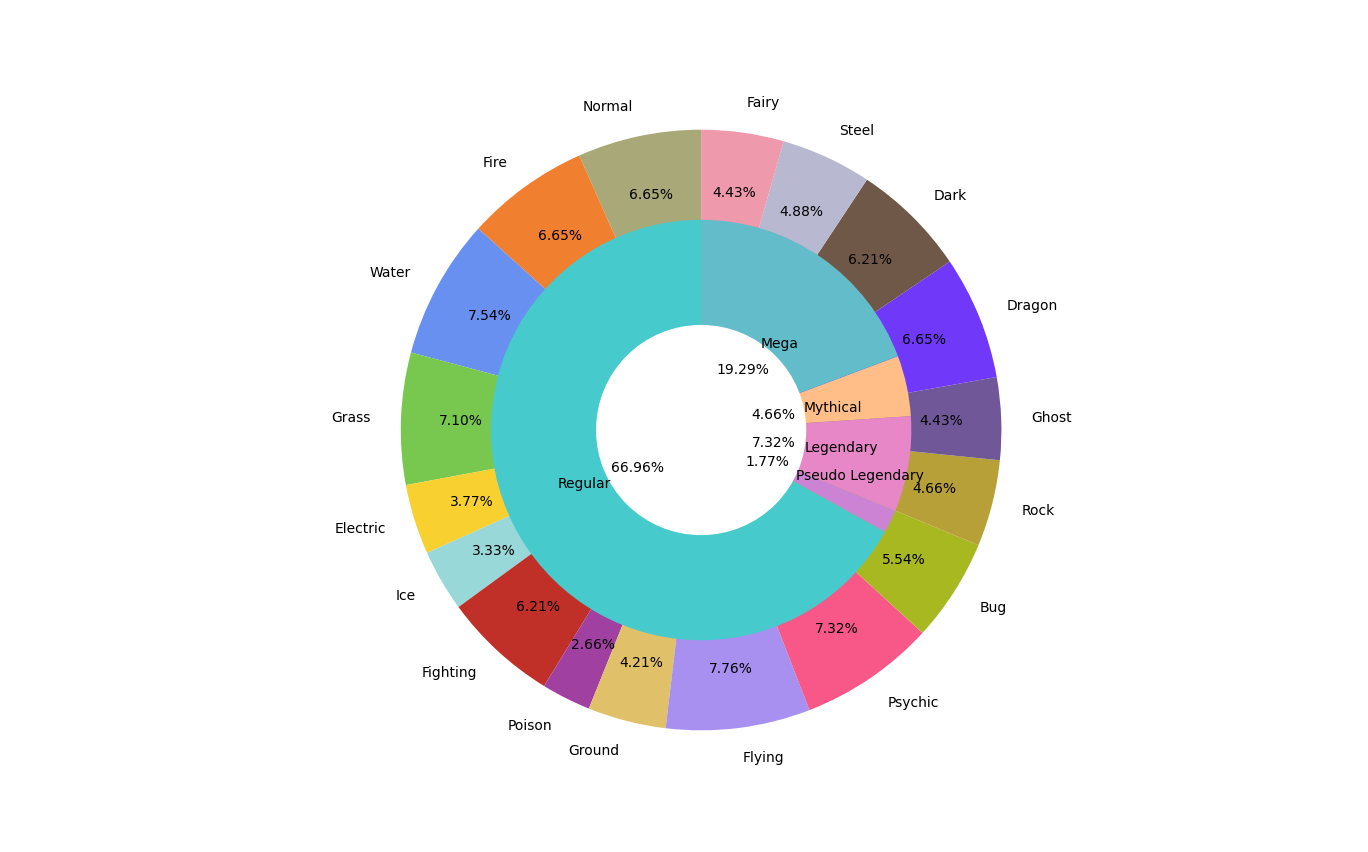 Fairy
Normal
Steel
Fire
Dark
4.43%
6.65%
4.88%
6.65%
6.21%
Water
Dragon
7.54%
6.65%
Mega
19.29%
Mythical
4.66%
Grass
7.10%
4.43%
Ghost
7.32%
Legendary
1.77%
66.96%
Pseudo Legendary
Regular
4.66%
3.77%
Rock
Electric
3.33%
5.54%
Ice
6.21%
Bug
2.66%
7.32%
4.21%
7.76%
Fighting
Psychic
Poison
Ground
Flying